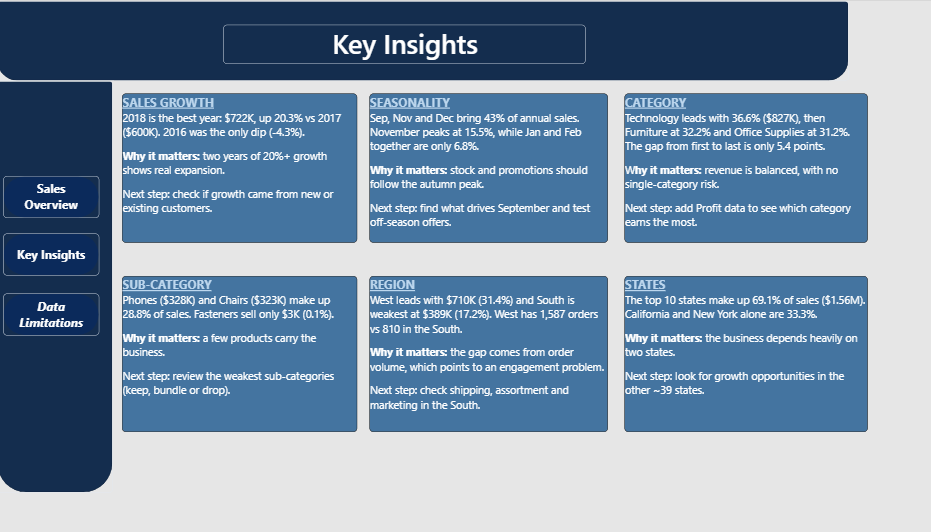 Key Insights
Sales
Overview
Key Insights
Data
Limitations
SALES GROWTH
2018 is the best year: $722K, up 20.3% vs 2017
($600K). 2016 was the only dip (-4.3%).
Why it matters: two years of 20%+ growth
shows real expansion.
Next step: check if growth came from new or
existing customers.
SEASONALITY
Sep, Nov and Dec bring 43% of annual sales.
November peaks at 15.5%, while Jan and Feb
together are only 6.8%.
Why it matters: stock and promotions should
follow the autumn peak.
Next step: find what drives September and test
off-season offers.
CATEGORY
Technology leads with 36.6% ($827K), then
Furniture at 32.2% and Office Supplies at 31.2%.
The gap from first to last is only 5.4 points.
Why it matters: revenue is balanced, with no
single-category risk.
Next step: add Profit data to see which category
earns the most.
SUB-CATEGORY
Phones ($328K) and Chairs ($323K) make up
28.8% of sales. Fasteners sell only $3K (0.1%).
Why it matters: a few products carry the
business.
Next step: review the weakest sub-categories
(keep, bundle or drop).
REGION
West leads with $710K (31.4%) and South is
weakest at $389K (17.2%). West has 1,587 orders
vs 810 in the South.
Why it matters: the gap comes from order
volume, which points to an engagement problem.
Next step: check shipping, assortment and
marketing in the South.
STATES
The top 10 states make up 69.1% of sales ($1.56M).
California and New York alone are 33.3%.
Why it matters: the business depends heavily on
two states.
Next step: look for growth opportunities in the
other ~39 states.